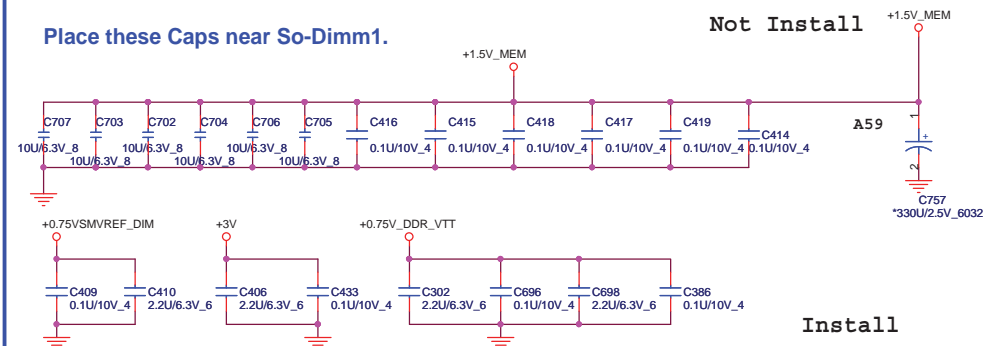 Place these Caps near So-Dimm1.
Not Install
+1.5V_MEM
+1.5V_MEM
C707
C703
C702
C704
C706
C705
C416
C415
C418
C417
C419
C414
10U/6.3V_8
10U/6.3V_8
10U/6.3V_8
10U/6.3V_8
10U/6.3V_8
10U/6.3V_8
0.1U/10V_4
0.1U/10V_4
0.1U/10V_4
0.1U/10V_4
0.1U/10V_4
0.1U/10V_4
A59
1
+
2
C757
*330U/2.5V_6032
+0.75VSMVREF_DIM
+3V
+0.75V_DDR_VTT
C409
0.1U/10V_4
C410
2.2U/6.3V_6
C406
2.2U/6.3V_6
C433
0.1U/10V_4
C302
2.2U/6.3V_6
C696
0.1U/10V_4
C698
2.2U/6.3V_6
C386
0.1U/10V_4
Install